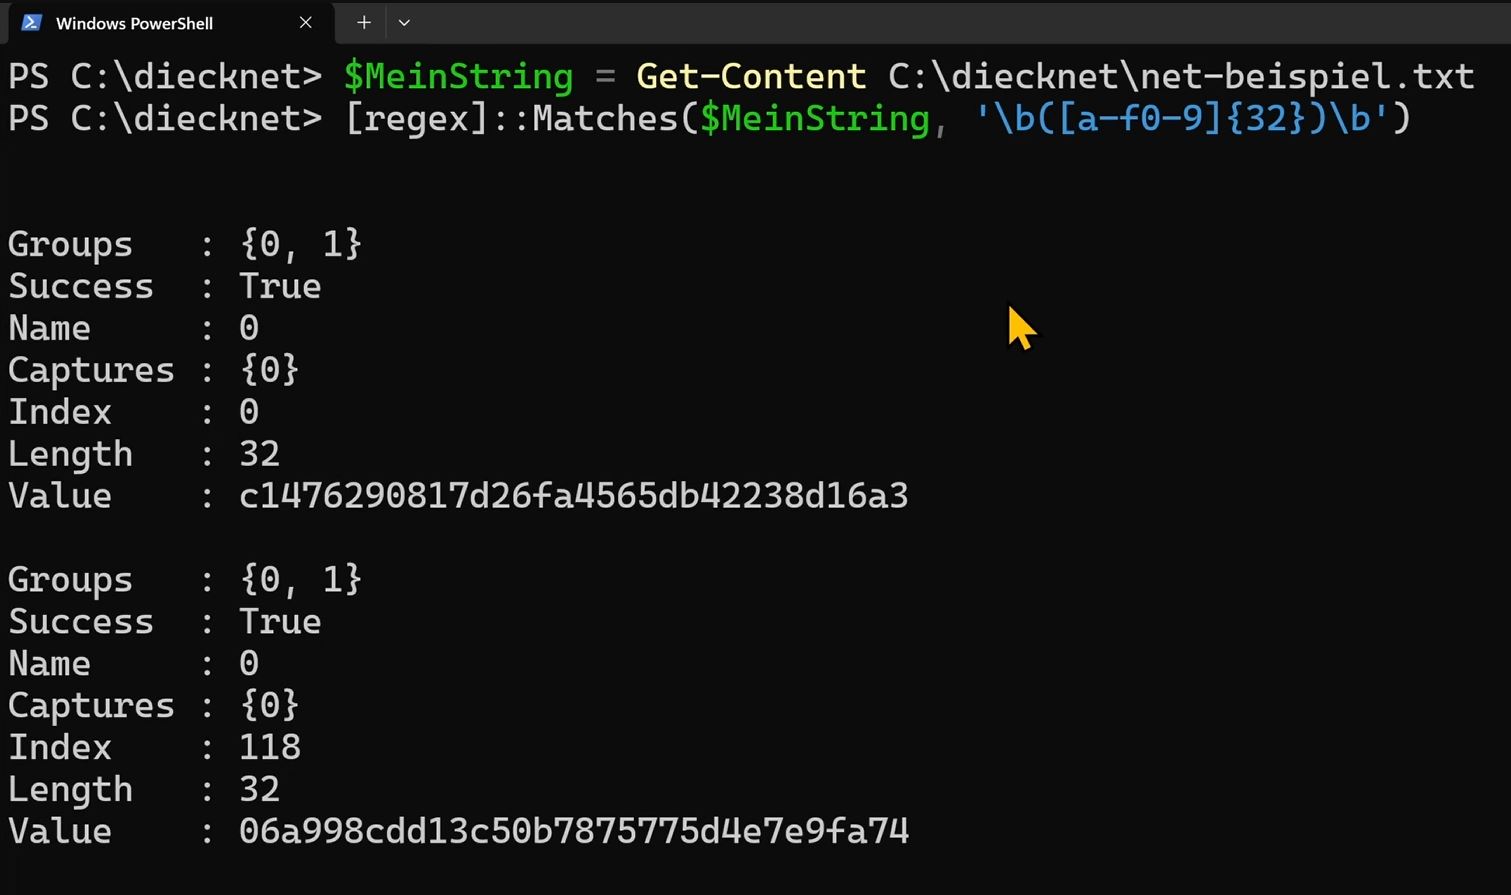 Windows PowerShell
PS C:\diecknet> $MeinString = Get-Content C:\diecknet\net-beispiel.txt
PS C:\diecknet> [regex]::Matches($MeinString, '\b([a-f0-9]{32})\b')
Groups   : {0, 1}
Success  : True
Name     : 0
Captures : {0}
Index    : 0
Length   : 32
Value    : c1476290817d26fa4565db42238d16a3
Groups   : {0, 1}
Success  : True
Name     : 0
Captures : {0}
Index    : 118
Length   : 32
Value    : 06a998cdd13c50b7875775d4e7e9fa74